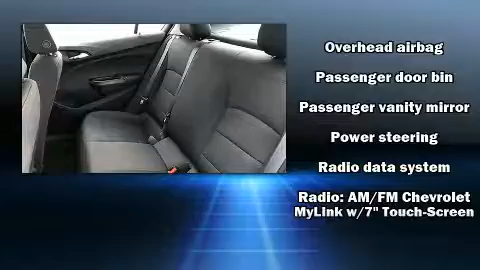 Overhead airbag
Passenger door bin
Passenger vanity mirror
Power steering
Radio data system
Radio: AM/FM Chevrolet
MyLink w/7" Touch-Screen